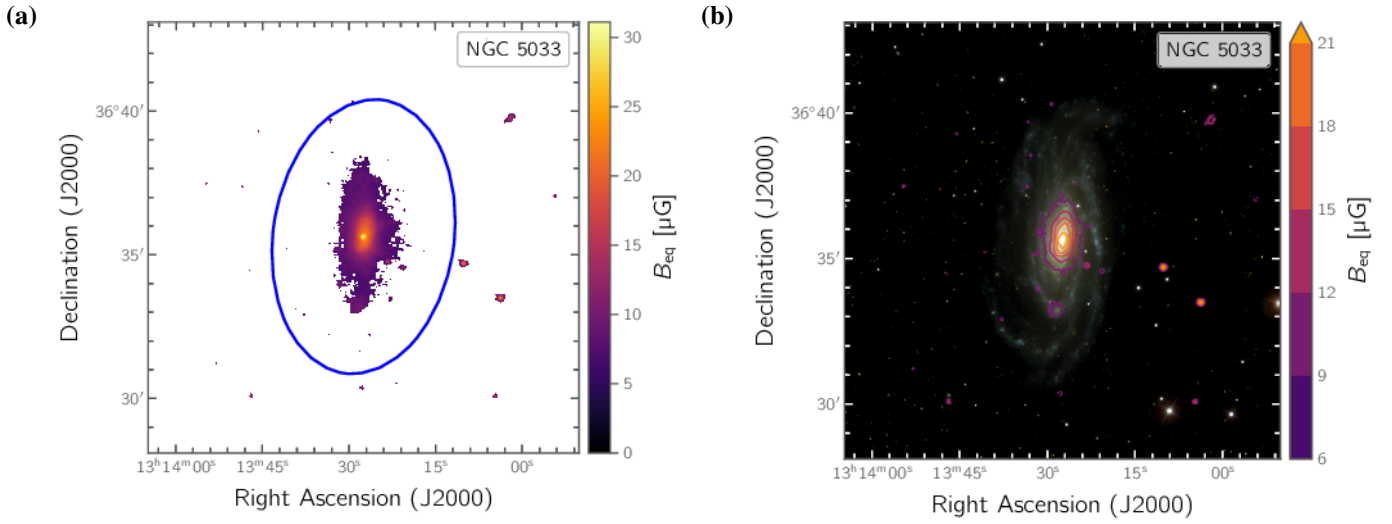 (a)
NGC 5033
36°40′
35′
30′
Declination (J2000)
13ʰ14ᵐ00ˢ
13ᵐ45ˢ
30ˢ
15ˢ
00ˢ
Right Ascension (J2000)
30
25
20
15
10
5
0
B_eq [µG]
(b)
NGC 5033
36°40′
35′
30′
Declination (J2000)
13ʰ14ᵐ00ˢ
13ᵐ45ˢ
30ˢ
15ˢ
00ˢ
Right Ascension (J2000)
21
18
15
12
9
6
B_eq [µG]